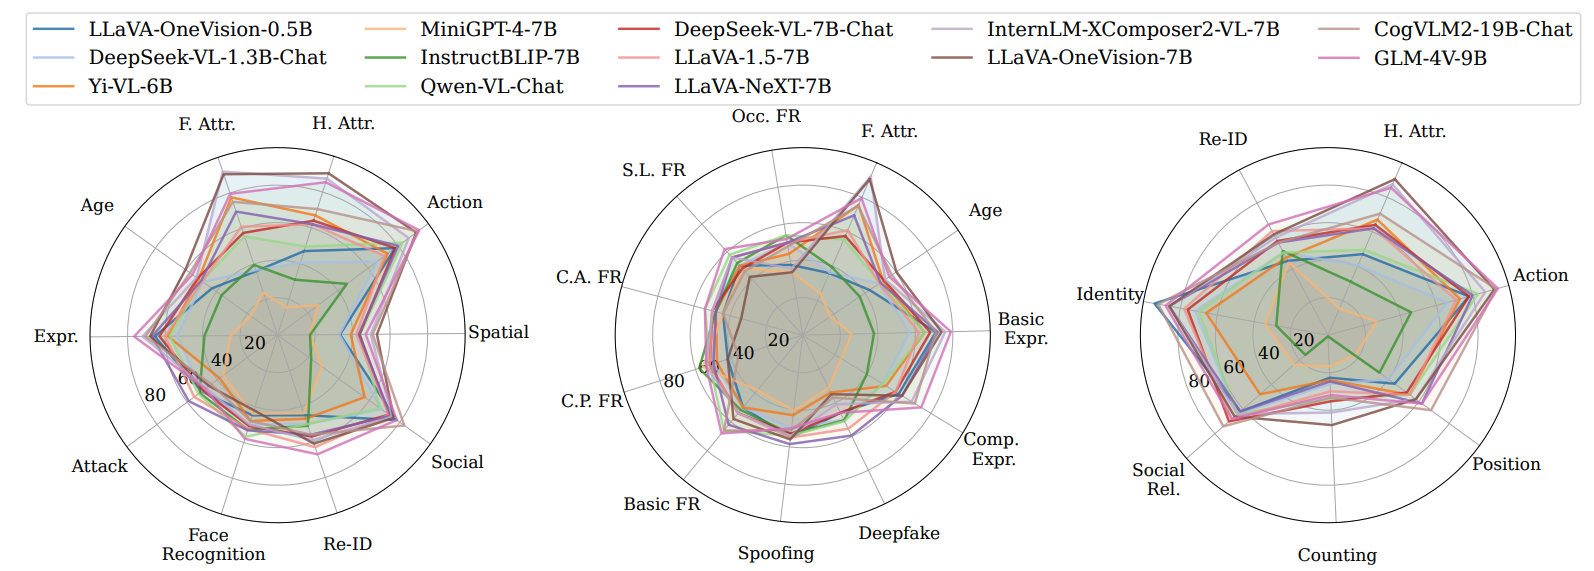 LLaVA-OneVision-0.5B MiniGPT-4-7B DeepSeek-VL-7B-Chat InternLM-XComposer2-VL-7B CogVLM2-19B-Chat
DeepSeek-VL-1.3B-Chat InstructBLIP-7B LLaVA-1.5-7B LLaVA-OneVision-7B GLM-4V-9B
Yi-VL-6B Qwen-VL-Chat LLaVA-NeXT-7B
F. Attr.
H. Attr.
Age
Action
Expr.
Spatial
Attack
Social
Face
Recognition
Re-ID
20
40
60
80
Occ. FR
F. Attr.
S.L. FR
Age
C.A. FR
Basic
Expr.
C.P. FR
Comp.
Expr.
Basic FR
Deepfake
Spoofing
20
40
60
80
Re-ID
H. Attr.
Identity
Action
Social
Rel.
Position
Counting
20
40
60
80